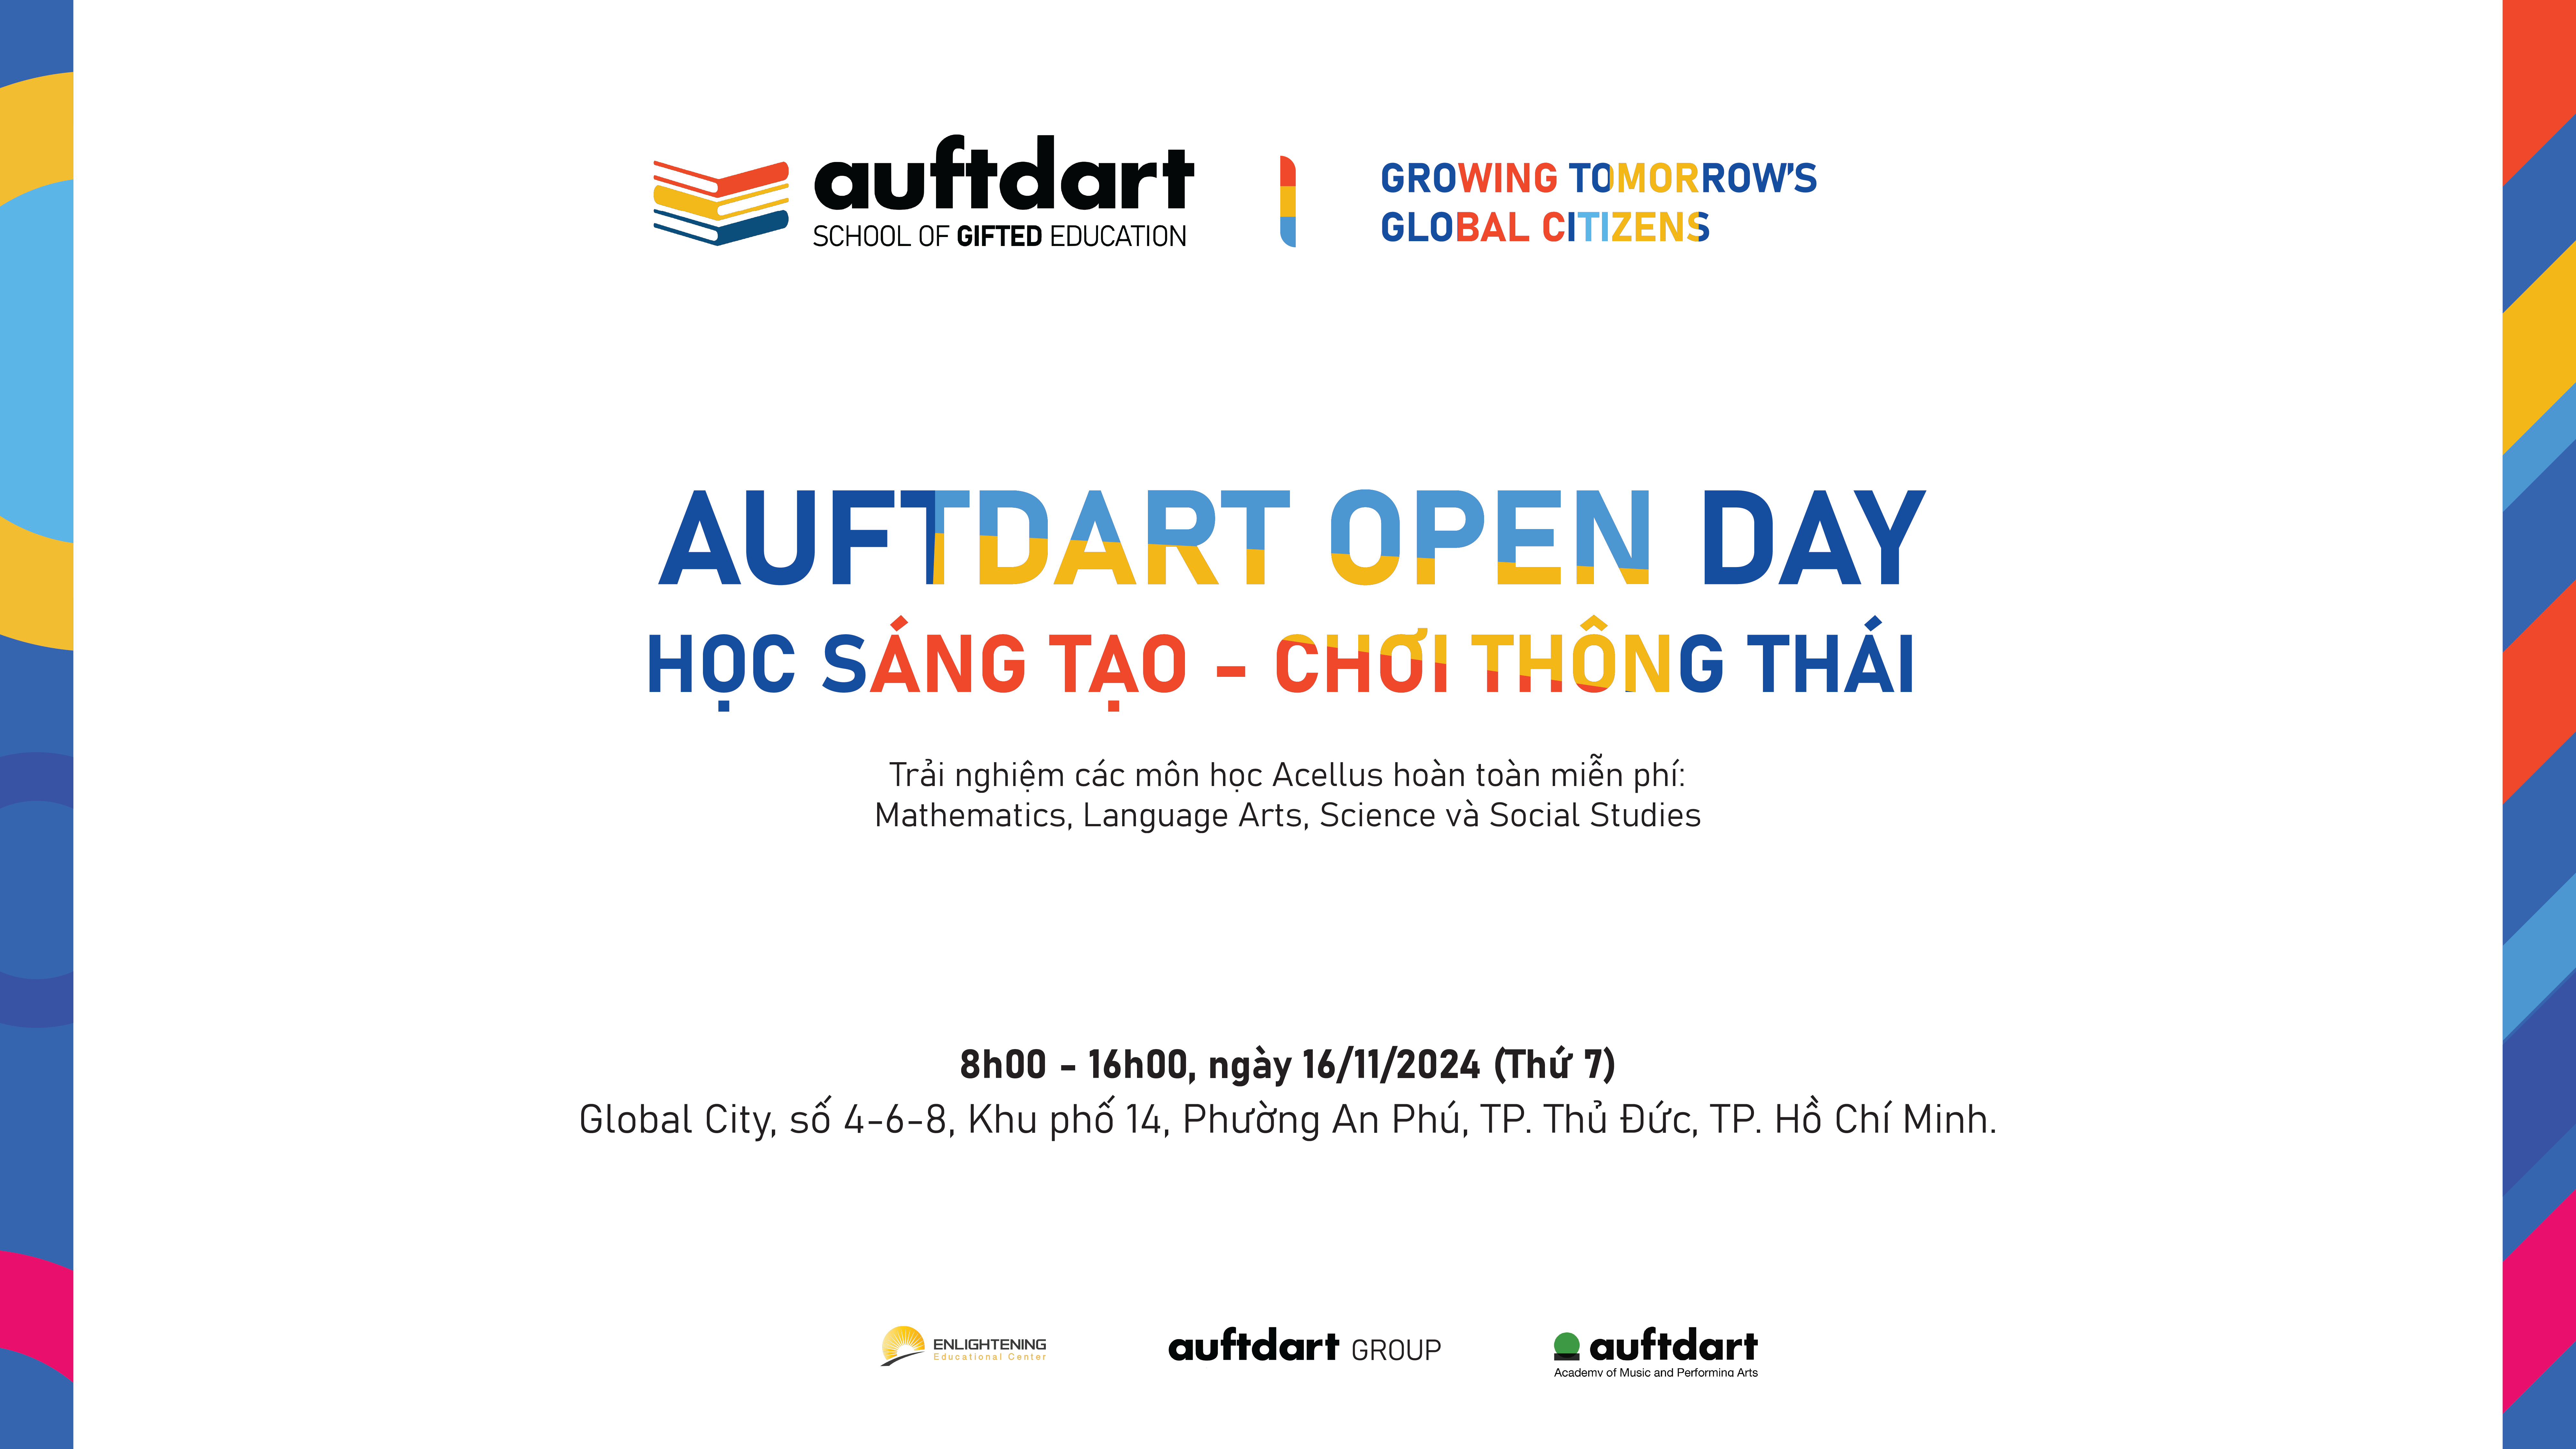 auftdart
SCHOOL OF GIFTED EDUCATION
GROWING TOMORROW'S
GLOBAL CITIZENS
AUFTDART OPEN DAY
HỌC SÁNG TẠO - CHƠI THÔNG THÁI
Trải nghiệm các môn học Acellus hoàn toàn miễn phí:
Mathematics, Language Arts, Science và Social Studies
8h00 - 16h00, ngày 16/11/2024 (Thứ 7)
Global City, số 4-6-8, Khu phố 14, Phường An Phú, TP. Thủ Đức, TP. Hồ Chí Minh.
ENLIGHTENING
Educational Center
auftdart GROUP
auftdart
Academy of Music and Performing Arts